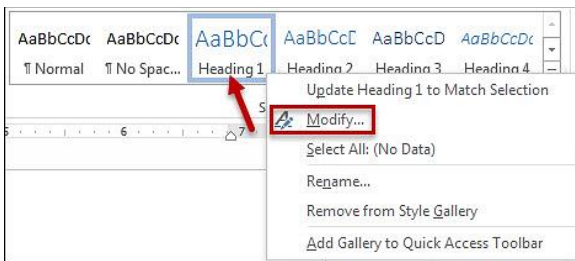 AaBbCcDc AaBbCcDc AaBbC( AaBbCcE AaBbCcD AaBbCcDc
¶ Normal ¶ No Spac... Heading 1 Heading 2 Heading 3 Heading 4
Update Heading 1 to Match Selection
S
Modify...
6 7
Select All: (No Data)
Rename...
Remove from Style Gallery
Add Gallery to Quick Access Toolbar